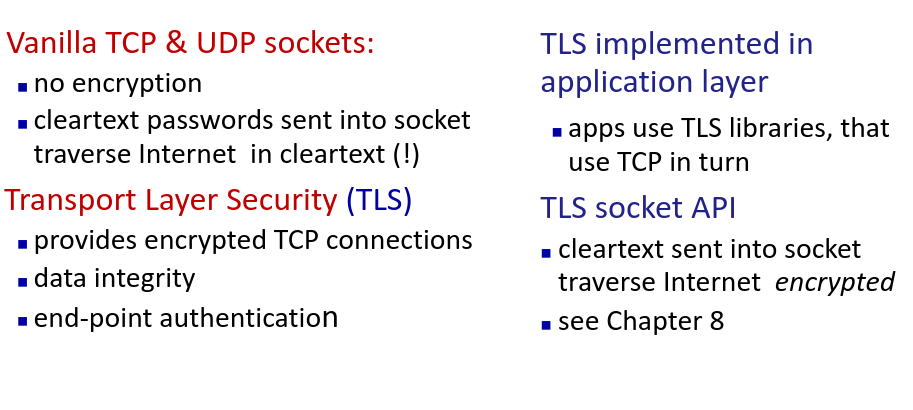 Vanilla TCP & UDP sockets:
▪ no encryption
▪ cleartext passwords sent into socket
traverse Internet in cleartext (!)
Transport Layer Security (TLS)
▪ provides encrypted TCP connections
▪ data integrity
▪ end-point authentication
TLS implemented in
application layer
▪ apps use TLS libraries, that
use TCP in turn
TLS socket API
▪ cleartext sent into socket
traverse Internet encrypted
▪ see Chapter 8